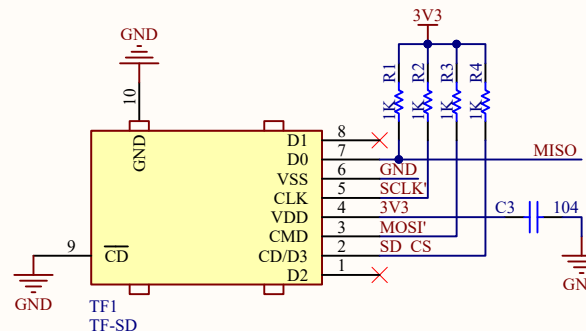 3V3
GND
R1
R2
R3
R4
1K
1K
1K
1K
10
GND
D1
8
D0
7
MISO
VSS
6
GND
CLK
5
SCLK'
VDD
4
3V3
C3
104
CMD
3
MOSI'
9
CD
CD/D3
2
SD CS
D2
1
GND
GN
TF1
TF-SD